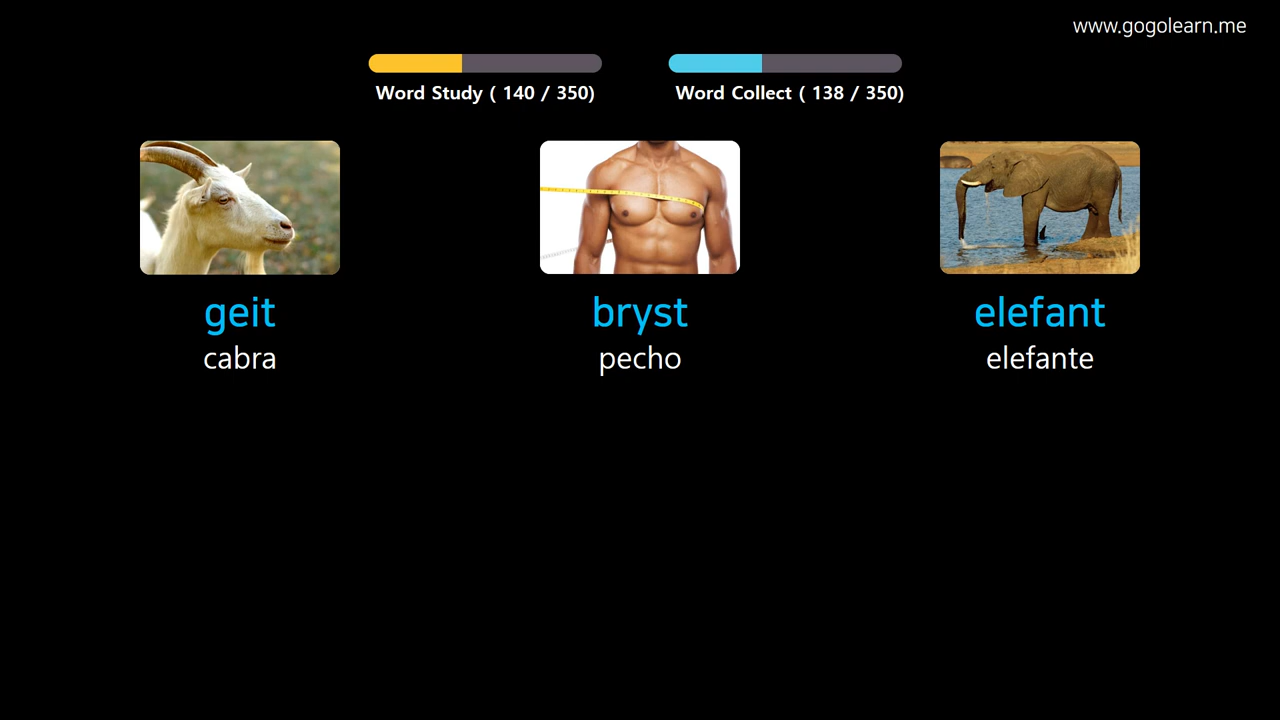 www.gogolearn.me
Word Study ( 140 / 350)
Word Collect ( 138 / 350)
geit
bryst
elefant
cabra
pecho
elefante